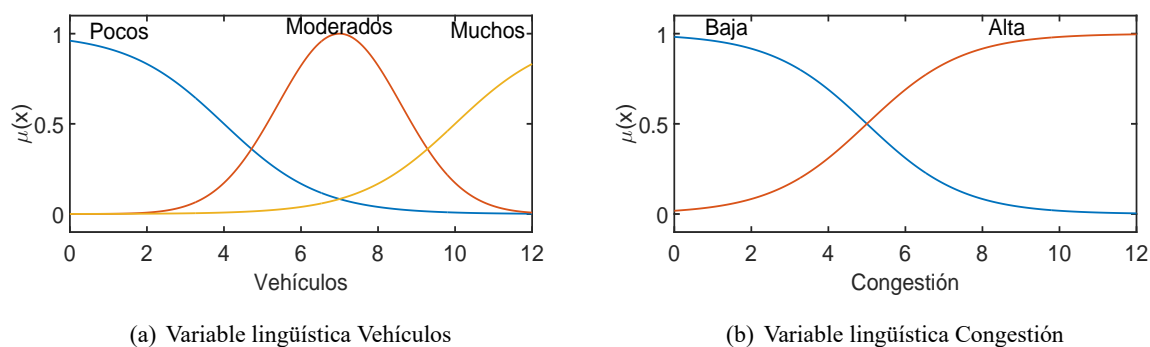 Pocos Moderados Muchos
1
0.5
0
μ(x)
0 2 4 6 8 10 12
Vehículos
(a) Variable lingüística Vehículos
Baja Alta
1
0.5
0
μ(x)
0 2 4 6 8 10 12
Congestión
(b) Variable lingüística Congestión